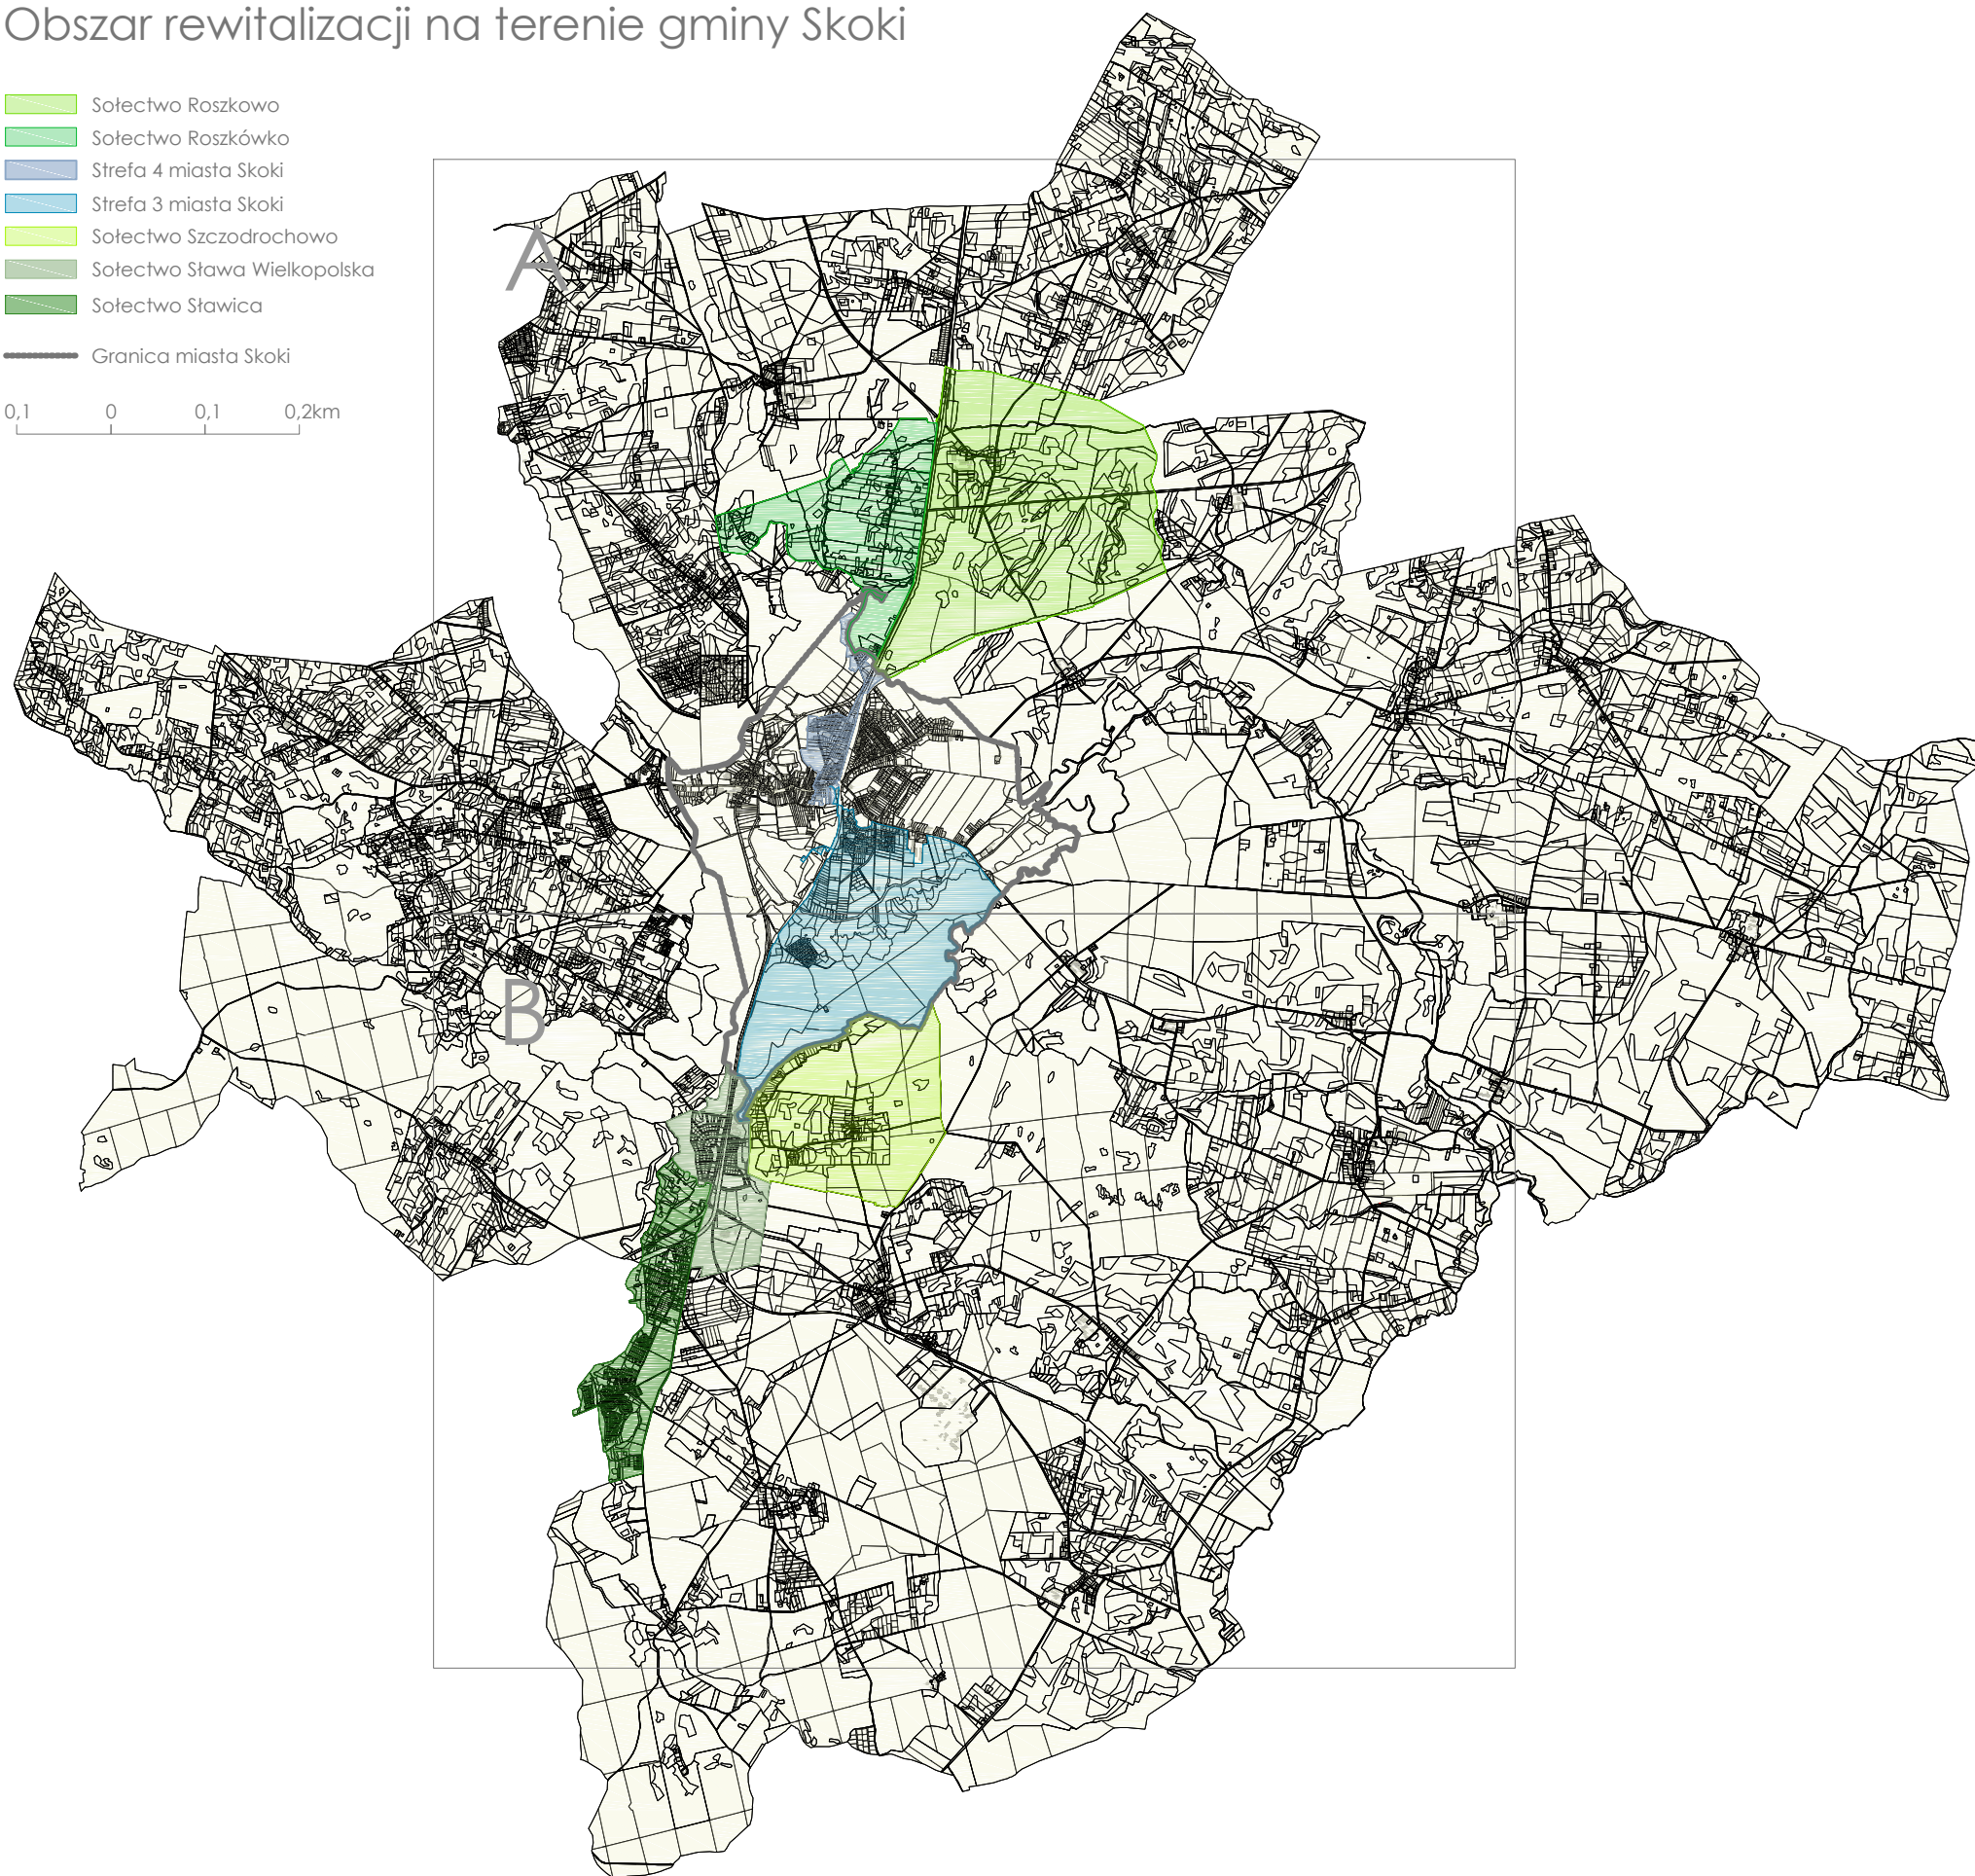 Obszar rewitalizacji na terenie gminy Skoki
Sołectwo Roszkowo
Sołectwo Roszkówko
Strefa 4 miasta Skoki
Strefa 3 miasta Skoki
Sołectwo Szczodrochowo
Sołectwo Sława Wielkopolska
Sołectwo Sławica
Granica miasta Skoki
0,1 0 0,1 0,2km
A
B